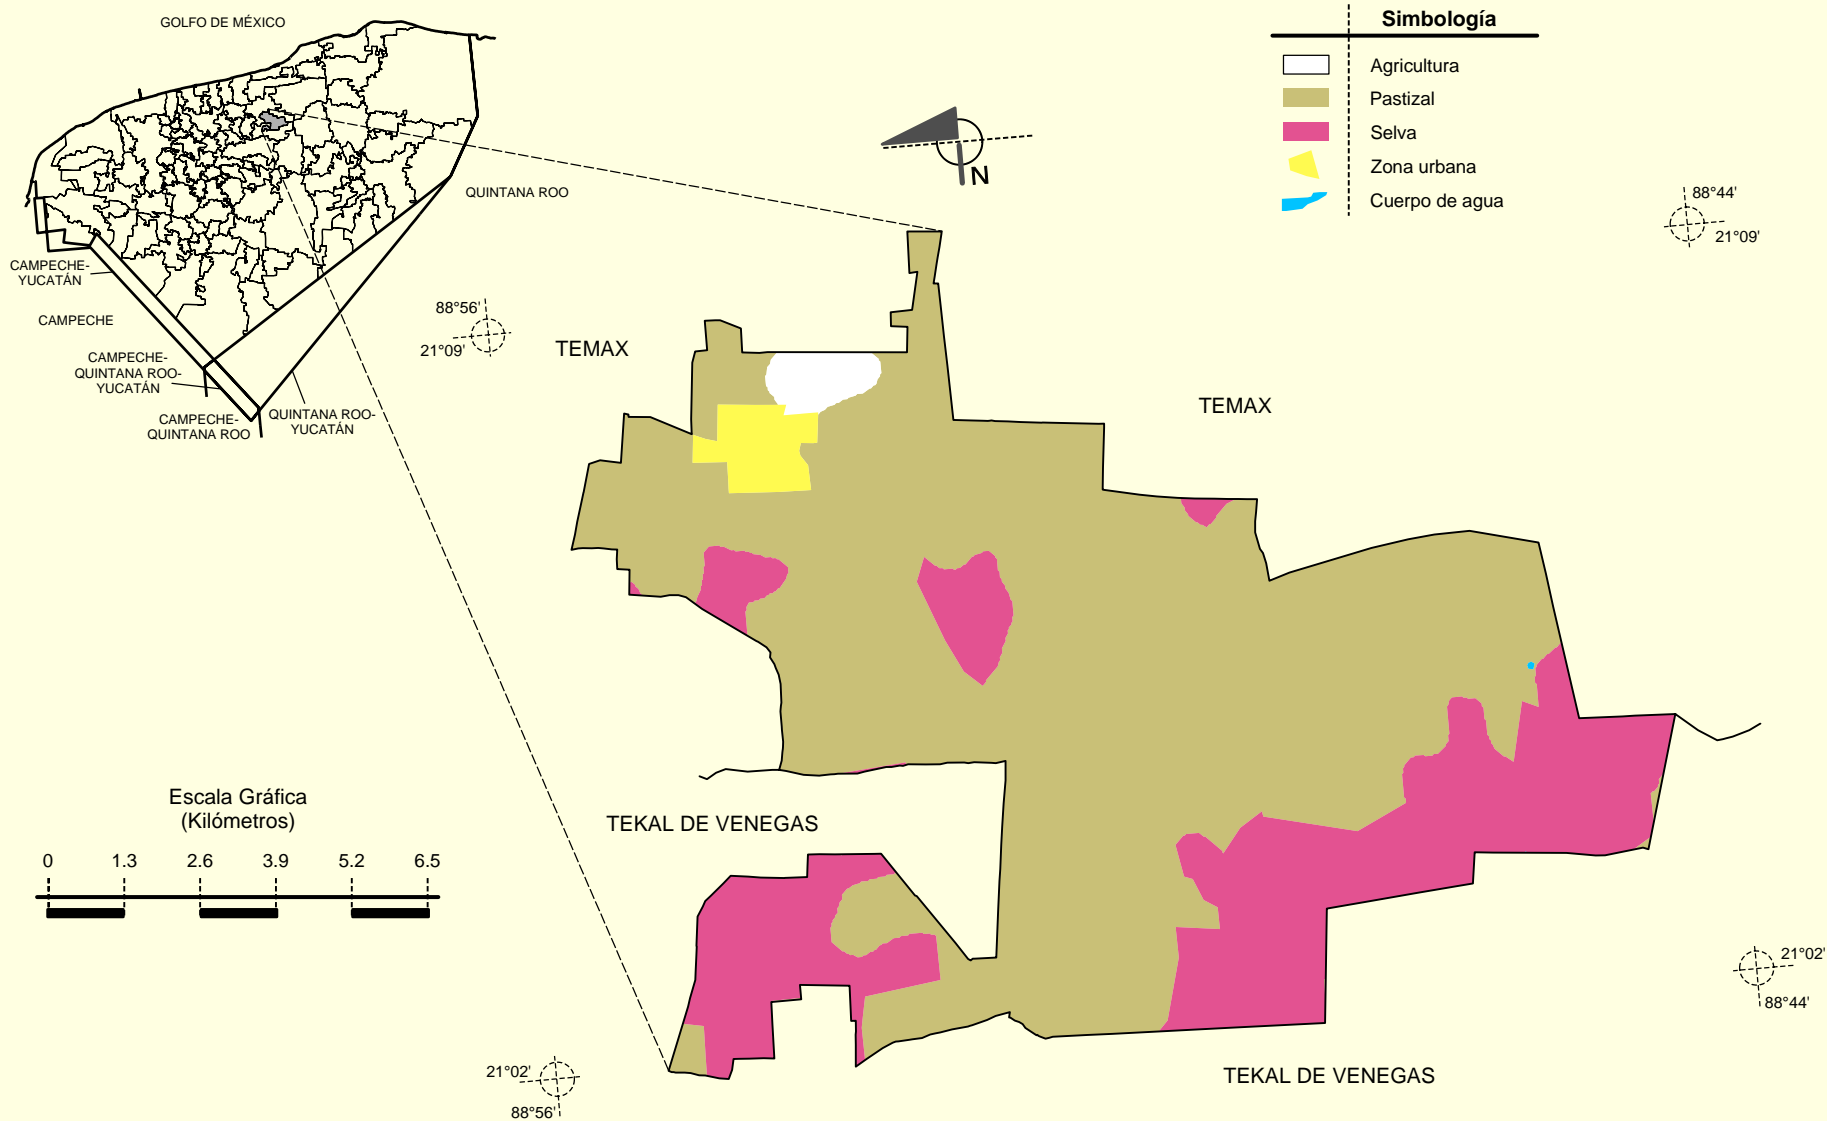 GOLFO DE MÉXICO
QUINTANA ROO
CAMPECHE-
YUCATÁN
CAMPECHE
CAMPECHE-
QUINTANA ROO-
YUCATÁN
CAMPECHE-
QUINTANA ROO
QUINTANA ROO-
YUCATÁN
Simbología
Agricultura
Pastizal
Selva
Zona urbana
Cuerpo de agua
N
88°44'
21°09'
88°56'
21°09'
TEMAX
TEMAX
TEKAL DE VENEGAS
Escala Gráfica
(Kilómetros)
0 1.3 2.6 3.9 5.2 6.5
21°02'
88°44'
21°02'
88°56'
TEKAL DE VENEGAS